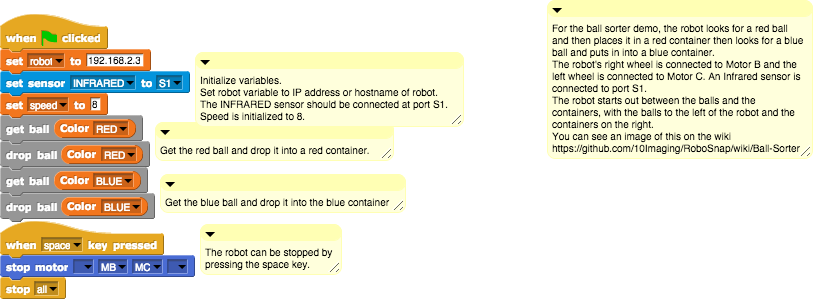 when clicked
set robot to 192.168.2.3
set sensor INFRARED to S1
set speed to 8
get ball Color RED
drop ball Color RED
get ball Color BLUE
drop ball Color BLUE
when space key pressed
stop motor MB MC
stop all
Initialize variables.
Set robot variable to IP address or hostname of robot.
The INFRARED sensor should be connected at port S1.
Speed is initialized to 8.
Get the red ball and drop it into a red container.
Get the blue ball and drop it into the blue container
The robot can be stopped by
pressing the space key.
For the ball sorter demo, the robot looks for a red ball
and then places it in a red container then looks for a blue
ball and puts in into a blue container.
The robot's right wheel is connected to Motor B and the
left wheel is connected to Motor C. An Infrared sensor is
connected to port S1.
The robot starts out between the balls and the
containers, with the balls to the left of the robot and the
containers on the right.
You can see an image of this on the wiki
https://github.com/10Imaging/RoboSnap/wiki/Ball-Sorter